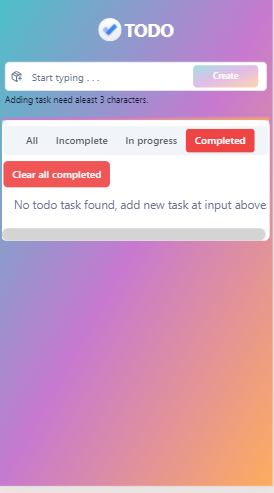 TODO
Start typing . . .
Create
Adding task need aleast 3 characters.
All Incomplete In progress Completed
Clear all completed
No todo task found, add new task at input above